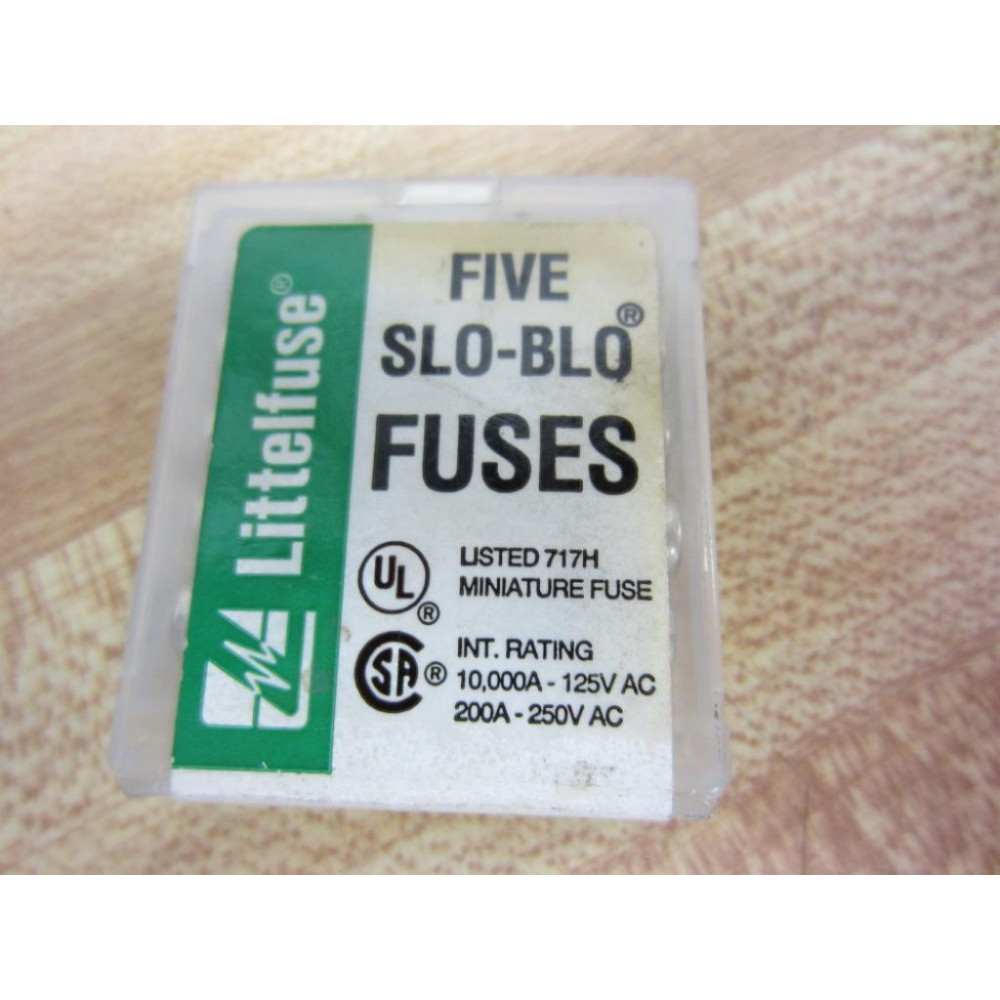 Littelfuse®
FIVE
SLO-BLO®
FUSES
UL®
LISTED 717H
MINIATURE FUSE
SA®
INT. RATING
10,000A - 125V AC
200A - 250V AC